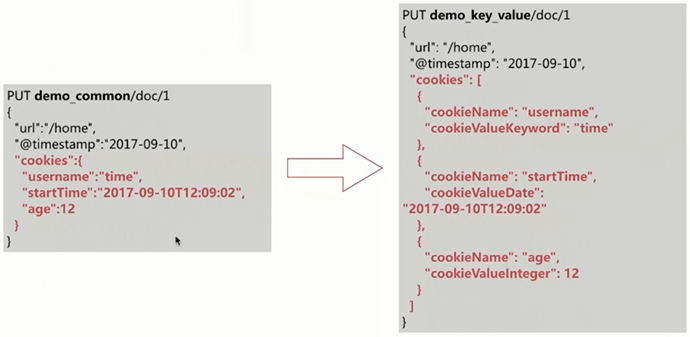 PUT demo_common/doc/1
{
"url":"/home",
"@timestamp":"2017-09-10",
"cookies":{
"username":"time",
"startTime":"2017-09-10T12:09:02",
"age":12
}
}
PUT demo_key_value/doc/1
{
"url": "/home",
"@timestamp": "2017-09-10",
"cookies": [
{
"cookieName": "username",
"cookieValueKeyword": "time"
},
{
"cookieName": "startTime",
"cookieValueDate":
"2017-09-10T12:09:02"
},
{
"cookieName": "age",
"cookieValueInteger": 12
}
]
}